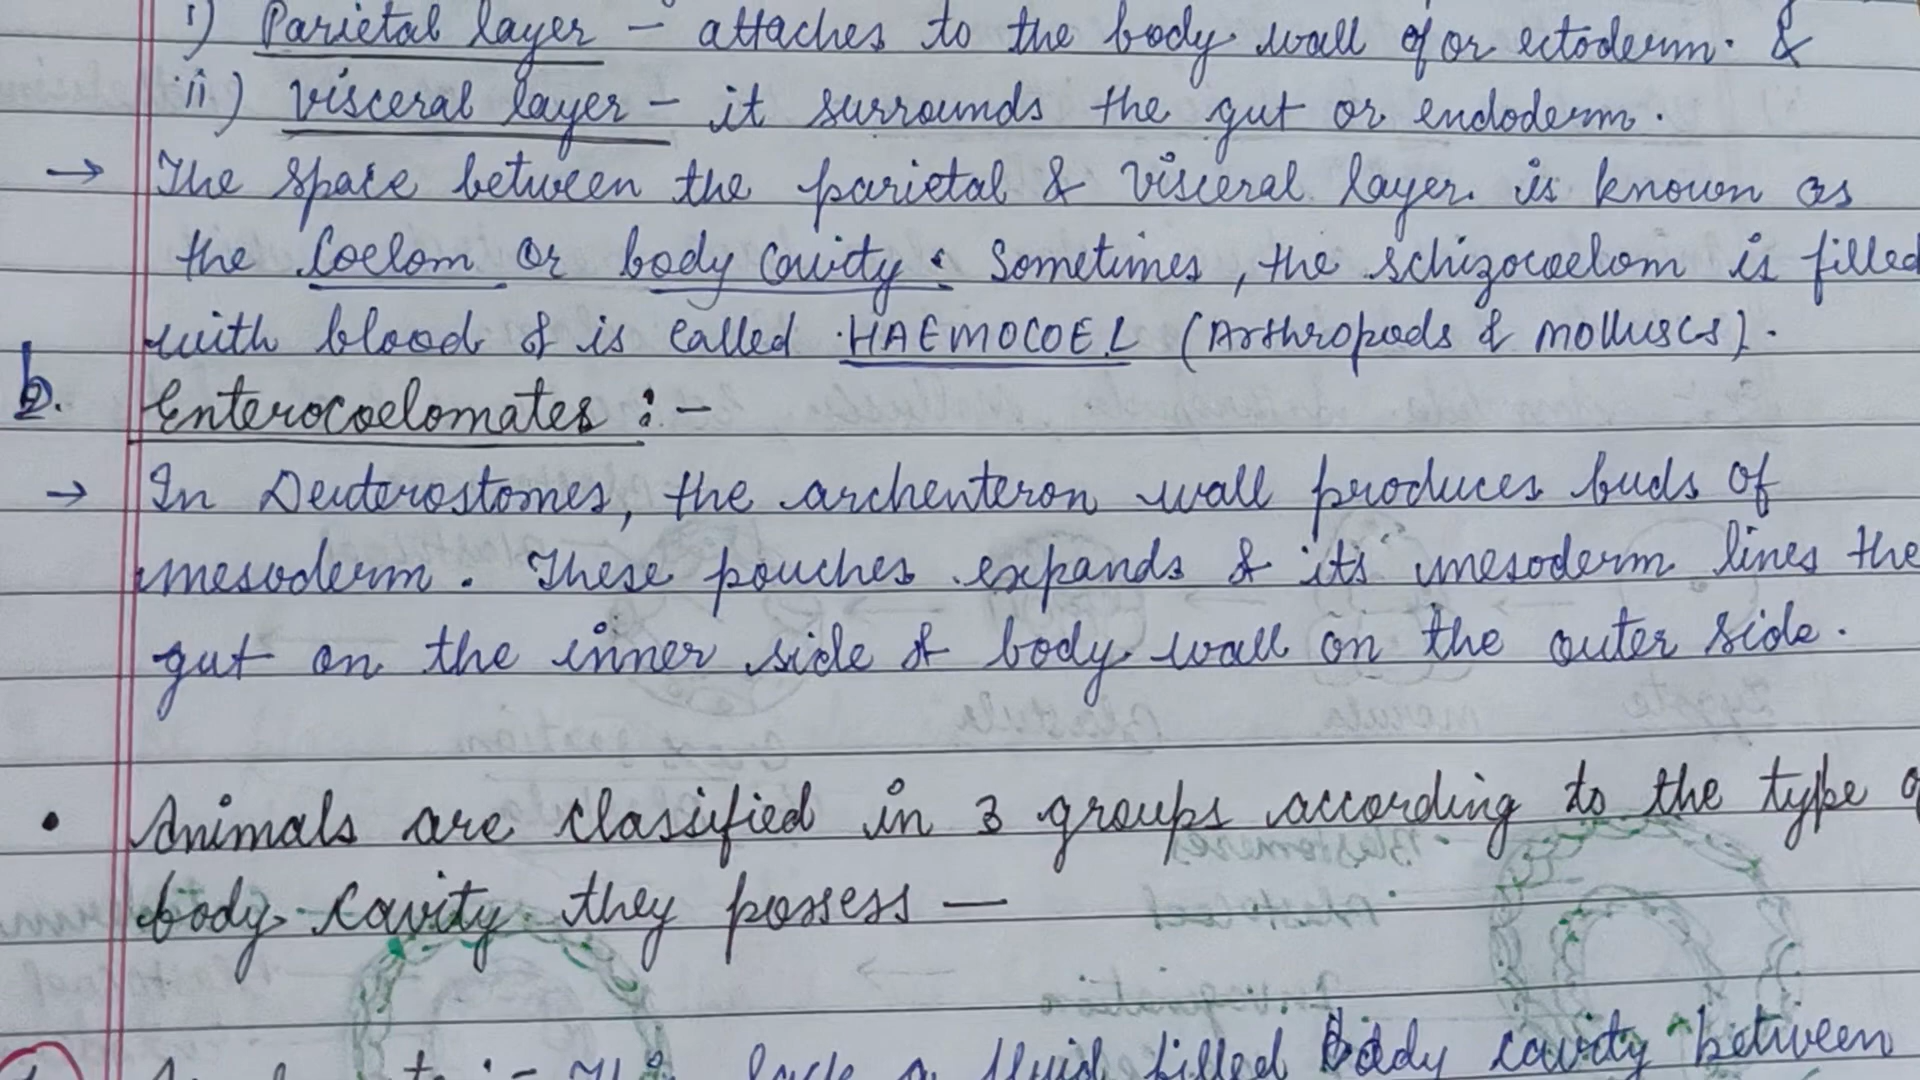 i) Parietal layer - attaches to the body wall of or ectoderm. &
ii) visceral layer - it surrounds the gut or endoderm.
→ The space between the parietal & visceral layer is known as
the Coelom or body cavity. Sometimes, the schizocoelom is filled
with blood & is called HAEMOCOEL (Arthropods & Molluscs).
b. Enterocoelomates :-
→ In Deuterostomes, the archenteron wall produces buds of
mesoderm. These pouches expands & its mesoderm lines the
gut on the inner side & body wall on the outer side.
• Animals are classified in 3 groups according to the type of
body cavity they possess —
lack a fluid filled Body cavity between